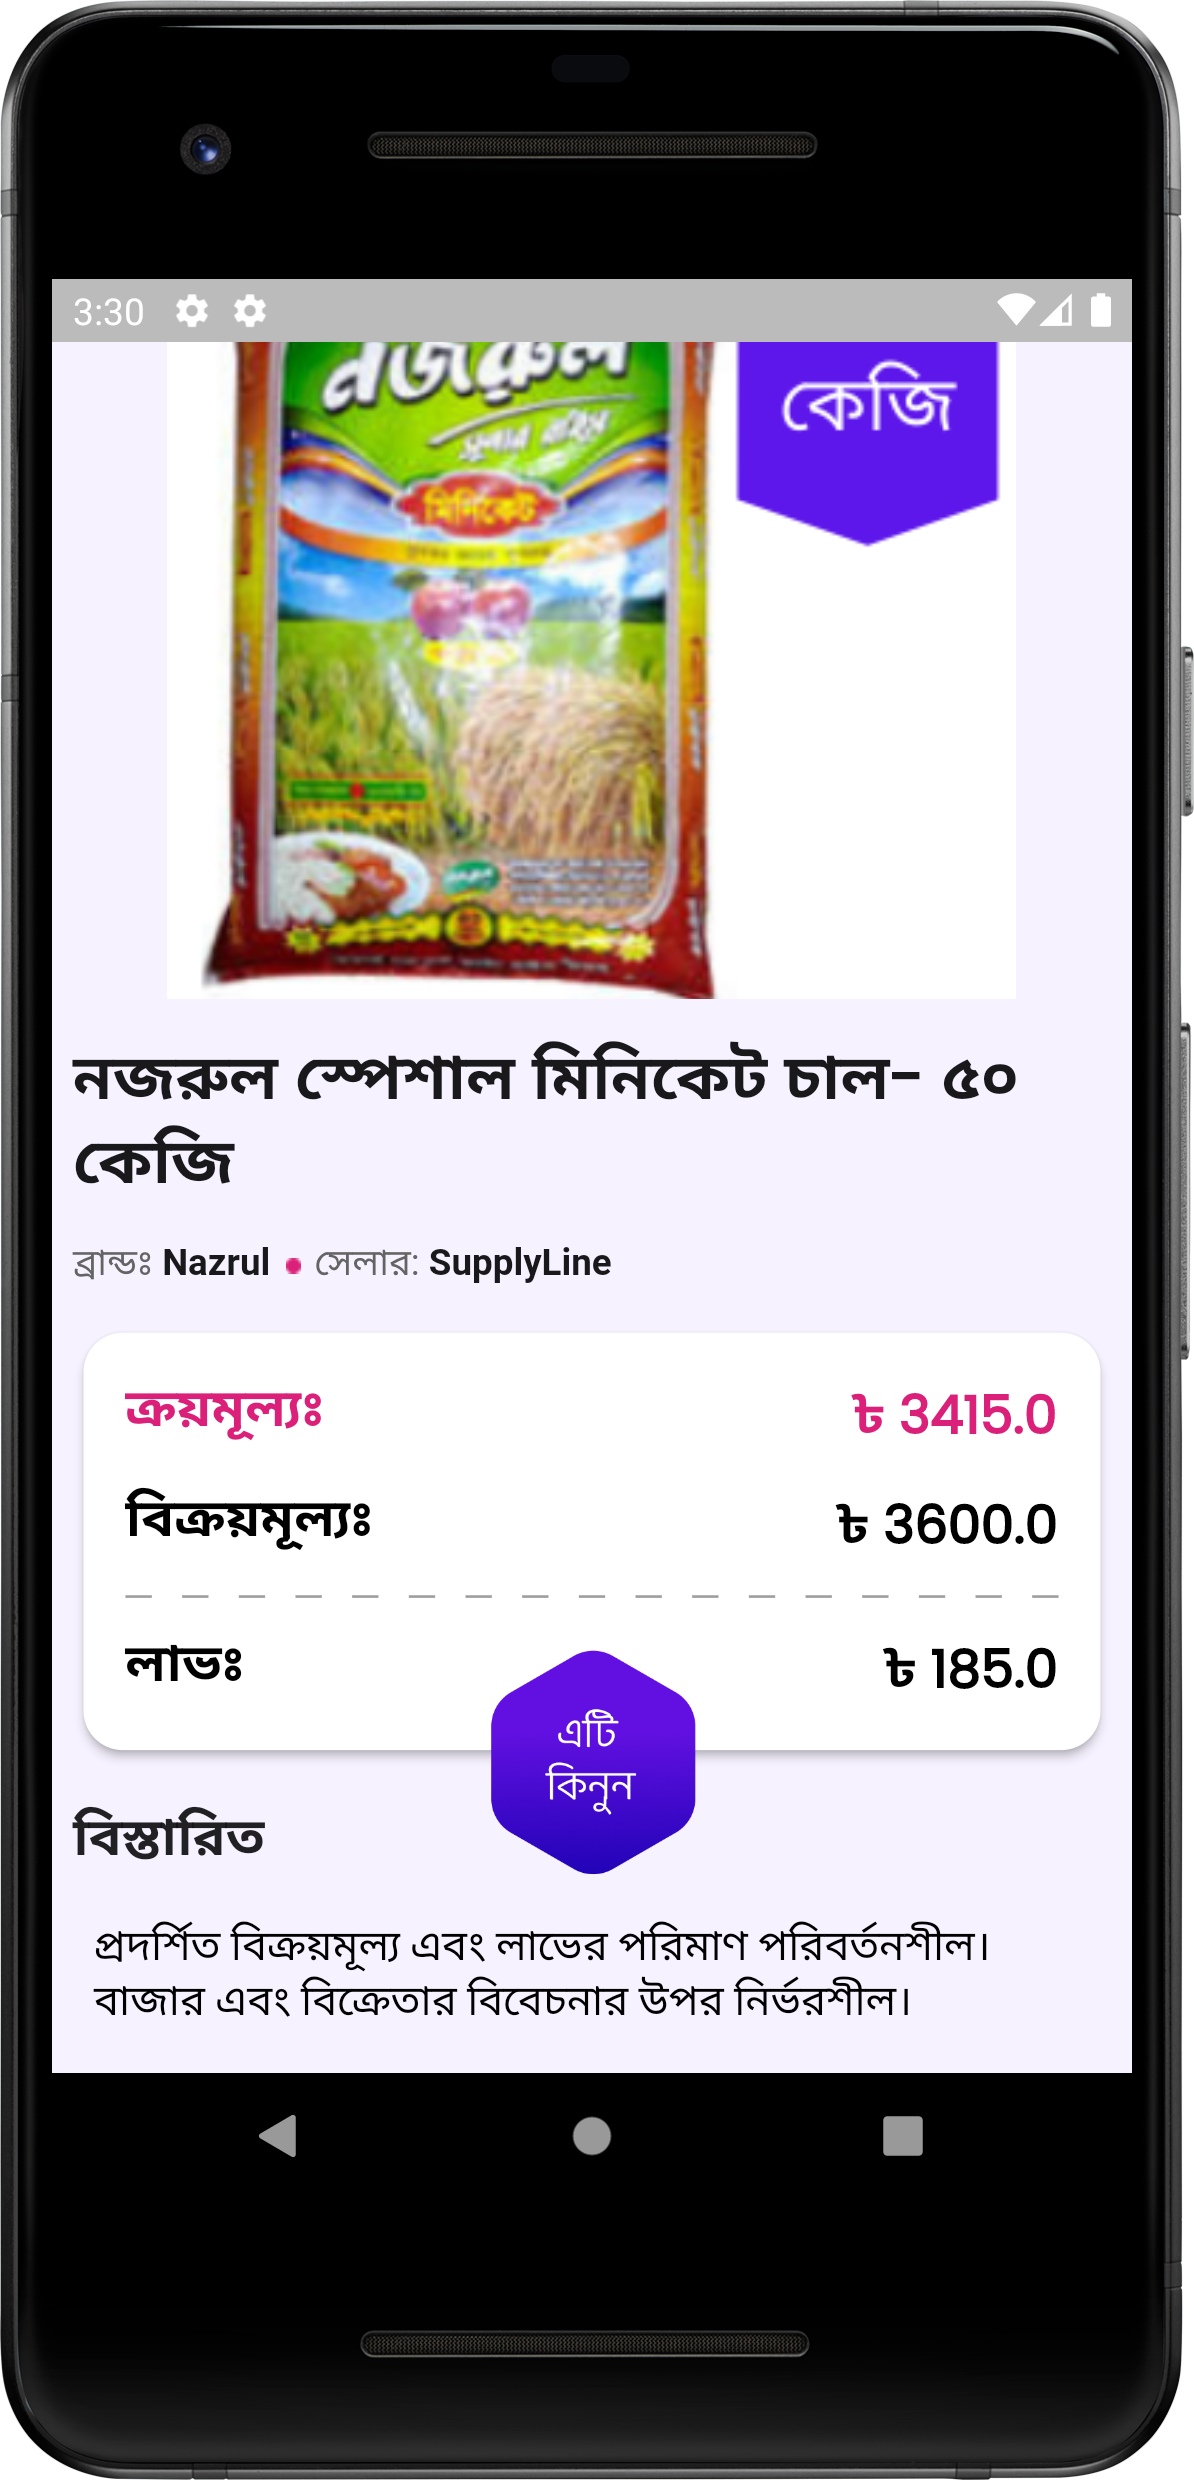 3:30
নজরুল
সুপার রাইস
মিনিকেট
কেজি
নজরুল স্পেশাল মিনিকেট চাল- ৫০
কেজি
ব্রান্ডঃ Nazrul • সেলার: SupplyLine
ক্রয়মূল্যঃ ৳ 3415.0
বিক্রয়মূল্যঃ ৳ 3600.0
লাভঃ ৳ 185.0
এটি
কিনুন
বিস্তারিত
প্রদর্শিত বিক্রয়মূল্য এবং লাভের পরিমাণ পরিবর্তনশীল।
বাজার এবং বিক্রেতার বিবেচনার উপর নির্ভরশীল।